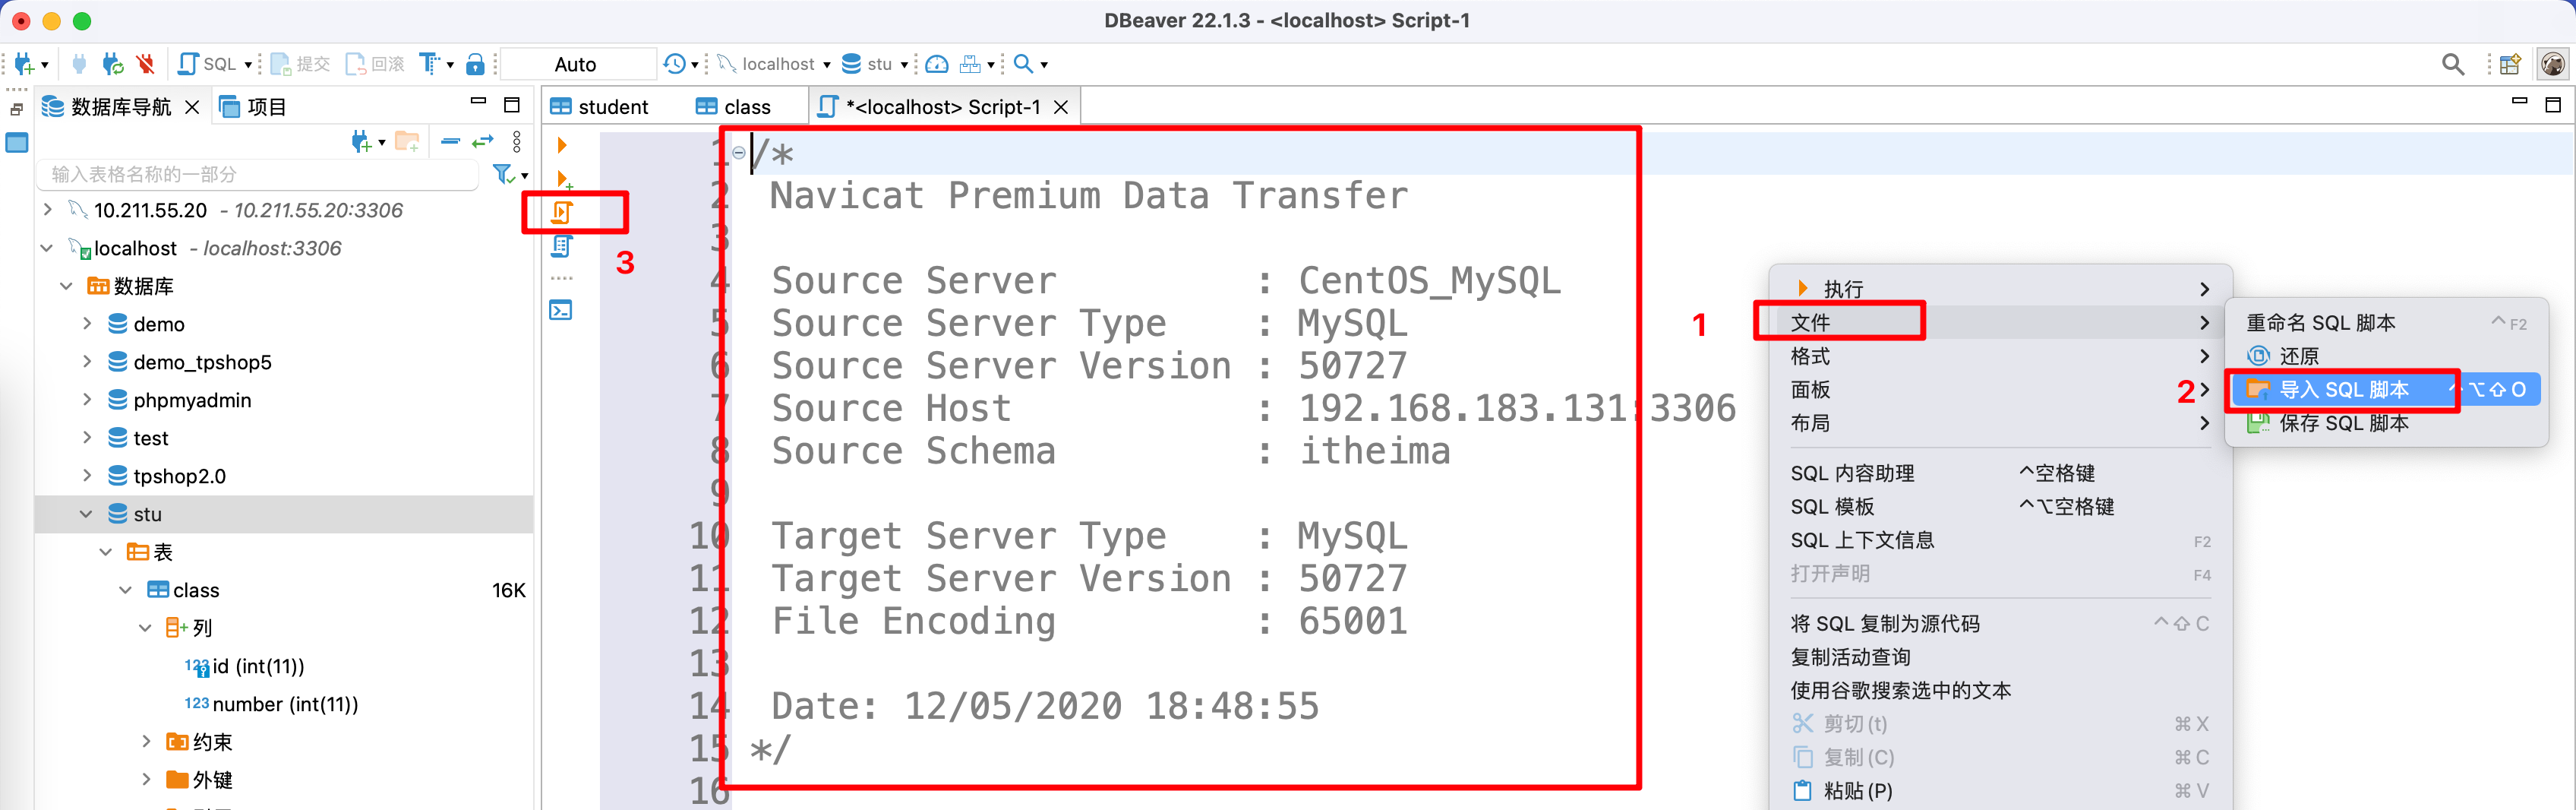 DBeaver 22.1.3 - <localhost> Script-1
SQL 提交 回滚 Auto localhost stu
数据库导航 项目
输入表格名称的一部分
10.211.55.20 - 10.211.55.20:3306
localhost - localhost:3306
数据库
demo
demo_tpshop5
phpmyadmin
test
tpshop2.0
stu
表
class 16K
列
123 id (int(11))
123 number (int(11))
约束
外键
student class *<localhost> Script-1
3
1 /*
2 Navicat Premium Data Transfer
3
4 Source Server : CentOS_MySQL
5 Source Server Type : MySQL
6 Source Server Version : 50727
7 Source Host : 192.168.183.131:3306
8 Source Schema : itheima
9
10 Target Server Type : MySQL
11 Target Server Version : 50727
12 File Encoding : 65001
13
14 Date: 12/05/2020 18:48:55
15 */
16
执行
1 文件
格式
面板
布局
SQL 内容助理 ^空格键
SQL 模板 ^⌥空格键
SQL 上下文信息 F2
打开声明 F4
将 SQL 复制为源代码 ^⇧C
复制活动查询
使用谷歌搜索选中的文本
剪切(t) ⌘X
复制(C) ⌘C
粘贴(P) ⌘V
重命名 SQL 脚本 ^F2
还原
2 导入 SQL 脚本 ^⌥⇧O
保存 SQL 脚本